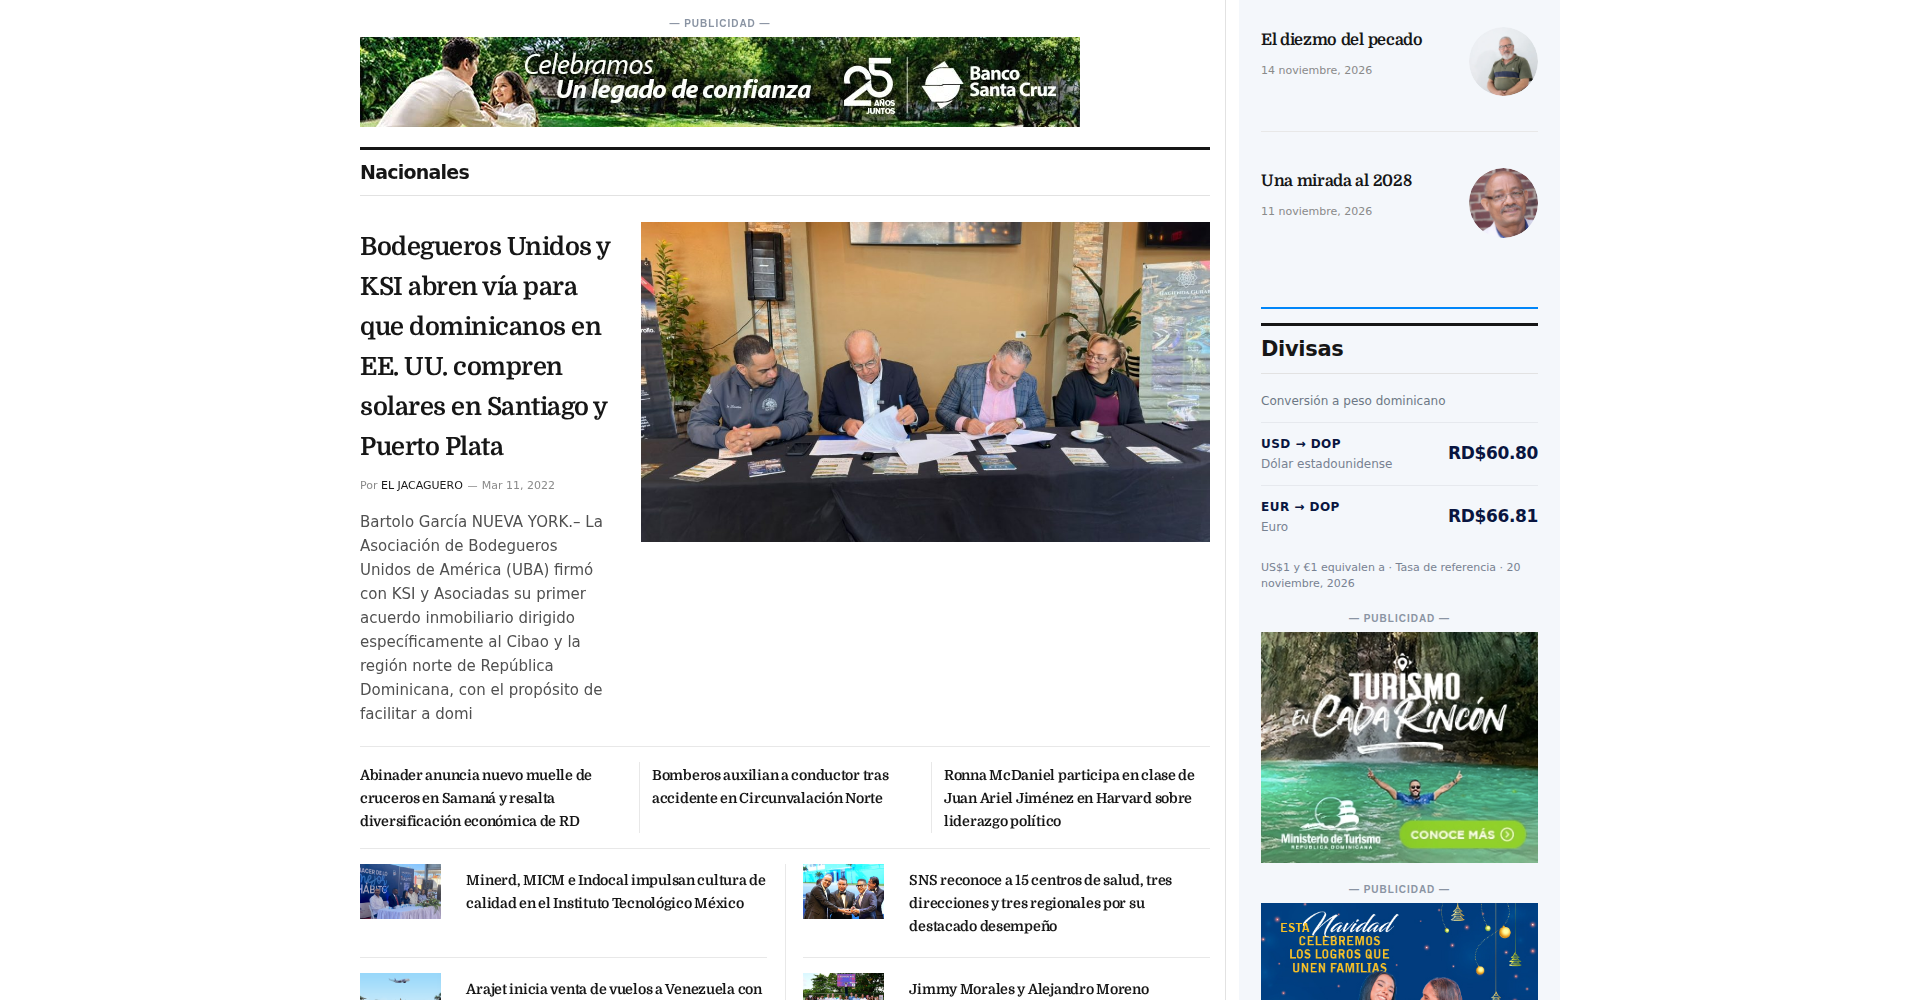 — PUBLICIDAD —
Celebramos
Un legado de confianza
25
AÑOS
JUNTOS
Banco
Santa Cruz
Nacionales
Bodegueros Unidos y
KSI abren vía para
que dominicanos en
EE. UU. compren
solares en Santiago y
Puerto Plata
Por EL JACAGUERO — Mar 11, 2022
Bartolo García NUEVA YORK.– La
Asociación de Bodegueros
Unidos de América (UBA) firmó
con KSI y Asociadas su primer
acuerdo inmobiliario dirigido
específicamente al Cibao y la
región norte de República
Dominicana, con el propósito de
facilitar a domi
Abinader anuncia nuevo muelle de
cruceros en Samaná y resalta
diversificación económica de RD
Bomberos auxilian a conductor tras
accidente en Circunvalación Norte
Ronna McDaniel participa en clase de
Juan Ariel Jiménez en Harvard sobre
liderazgo político
Minerd, MICM e Indocal impulsan cultura de
calidad en el Instituto Tecnológico México
SNS reconoce a 15 centros de salud, tres
direcciones y tres regionales por su
destacado desempeño
Arajet inicia venta de vuelos a Venezuela con
Jimmy Morales y Alejandro Moreno
El diezmo del pecado
14 noviembre, 2026
Una mirada al 2028
11 noviembre, 2026
Divisas
Conversión a peso dominicano
USD → DOP
Dólar estadounidense
RD$60.80
EUR → DOP
Euro
RD$66.81
US$1 y €1 equivalen a · Tasa de referencia · 20
noviembre, 2026
— PUBLICIDAD —
TURISMO
EN CADA RINCÓN
Ministerio de Turismo
REPÚBLICA DOMINICANA
CONOCE MÁS
— PUBLICIDAD —
ESTA Navidad
CELEBREMOS
LOS LOGROS QUE
UNEN FAMILIAS